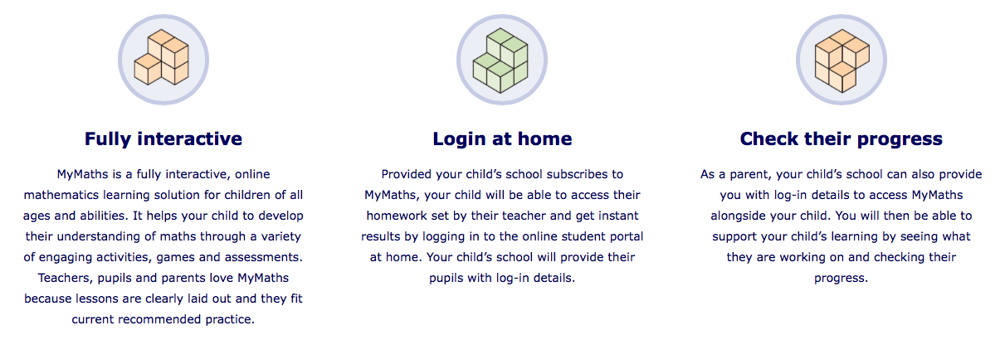 Fully interactive
MyMaths is a fully interactive, online
mathematics learning solution for children of all
ages and abilities. It helps your child to develop
their understanding of maths through a variety
of engaging activities, games and assessments.
Teachers, pupils and parents love MyMaths
because lessons are clearly laid out and they fit
current recommended practice.
Login at home
Provided your child’s school subscribes to
MyMaths, your child will be able to access their
homework set by their teacher and get instant
results by logging in to the online student portal
at home. Your child’s school will provide their
pupils with log-in details.
Check their progress
As a parent, your child’s school can also provide
you with log-in details to access MyMaths
alongside your child. You will then be able to
support your child’s learning by seeing what
they are working on and checking their
progress.